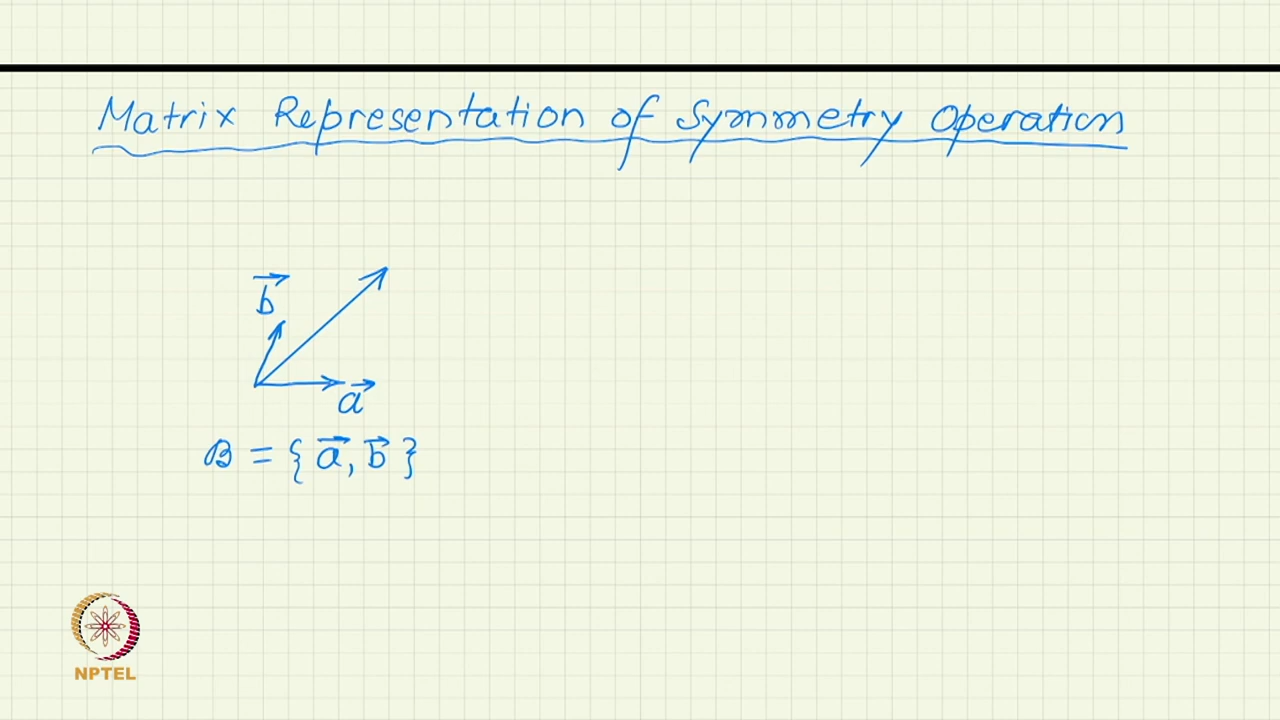 Matrix Representation of Symmetry Operation
b⃗
a⃗
B = { a⃗, b⃗ }
NPTEL